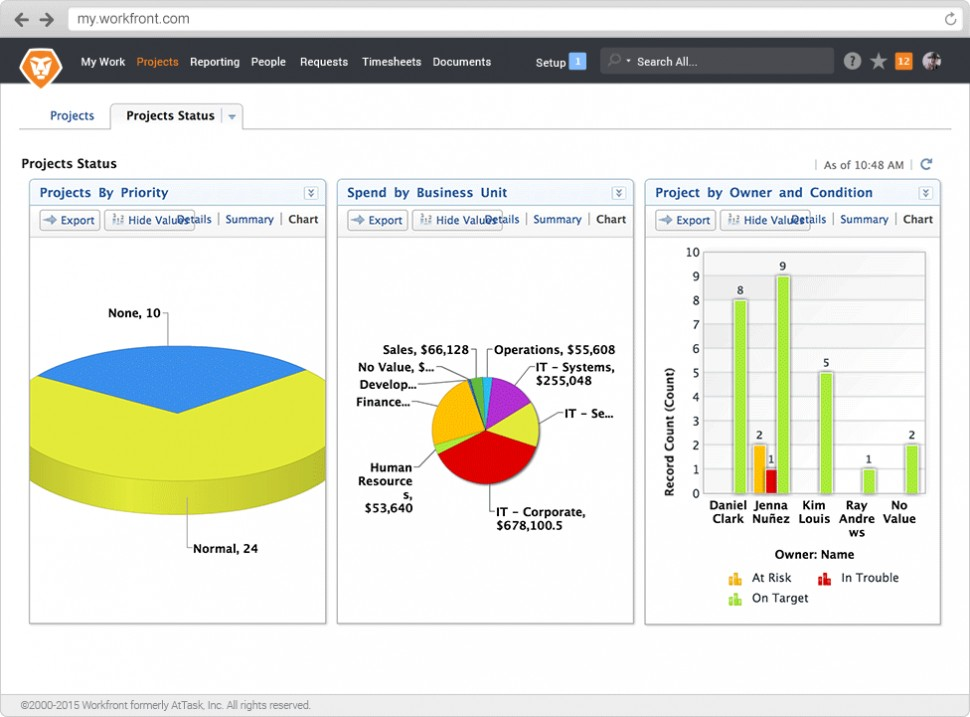 my.workfront.com
My Work Projects Reporting People Requests Timesheets Documents Setup 1 Search All... ? 12
Projects Projects Status
Projects Status
As of 10:48 AM
Projects By Priority
Export Hide Values Details Summary Chart
None, 10
Normal, 24
Spend by Business Unit
Export Hide Values Details Summary Chart
Sales, $66,128
Operations, $55,608
No Value, $...
IT - Systems,
$255,048
Develop...
Finance...
IT - Se...
Human
Resource
s,
$53,640
IT - Corporate,
$678,100.5
Project by Owner and Condition
Export Hide Values Details Summary Chart
Record Count (Count)
10
9
8
7
6
5
4
3
2
1
0
8
2
1
9
5
1
2
Daniel
Clark
Jenna
Nuñez
Kim
Louis
Ray
Andre
ws
No
Value
Owner: Name
At Risk In Trouble
On Target
©2000-2015 Workfront formerly AtTask, Inc. All rights reserved.